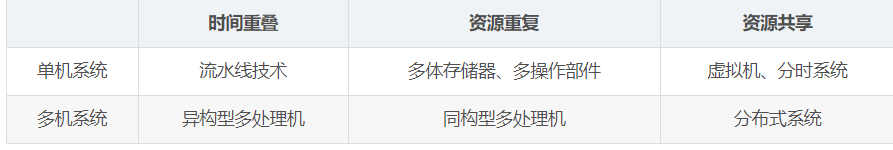 时间重叠 资源重复 资源共享
单机系统 流水线技术 多体存储器、多操作部件 虚拟机、分时系统
多机系统 异构型多处理机 同构型多处理机 分布式系统